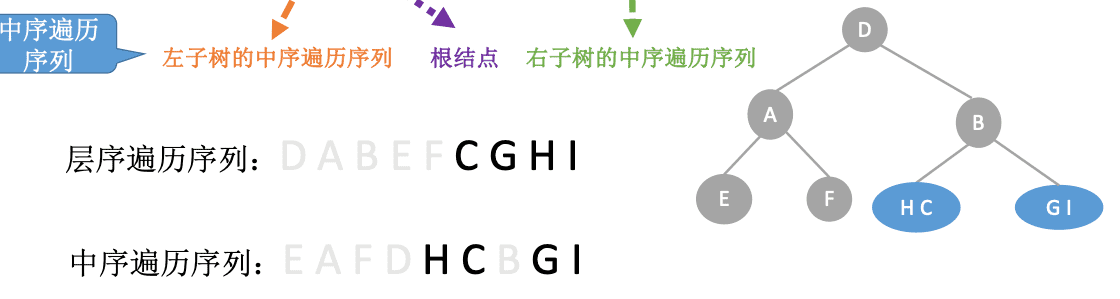 中序遍历
序列
左子树的中序遍历序列 根结点 右子树的中序遍历序列
层序遍历序列：D A B E F C G H I
中序遍历序列：E A F D H C B G I
D
A B
E F H C G I